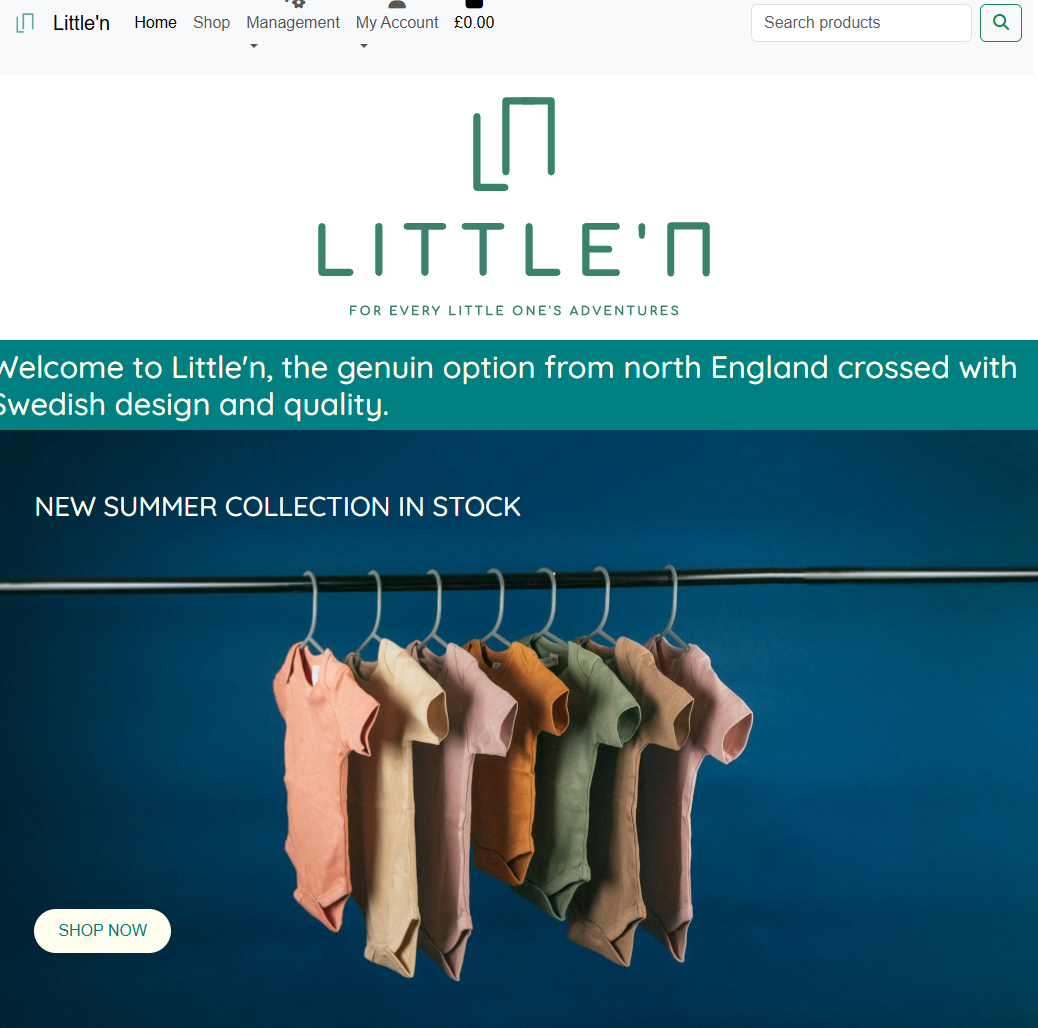 Little'n Home Shop Management My Account £0.00 Search products
LITTLE'N
FOR EVERY LITTLE ONE'S ADVENTURES
Welcome to Little'n, the genuin option from north England crossed with
Swedish design and quality.
NEW SUMMER COLLECTION IN STOCK
SHOP NOW